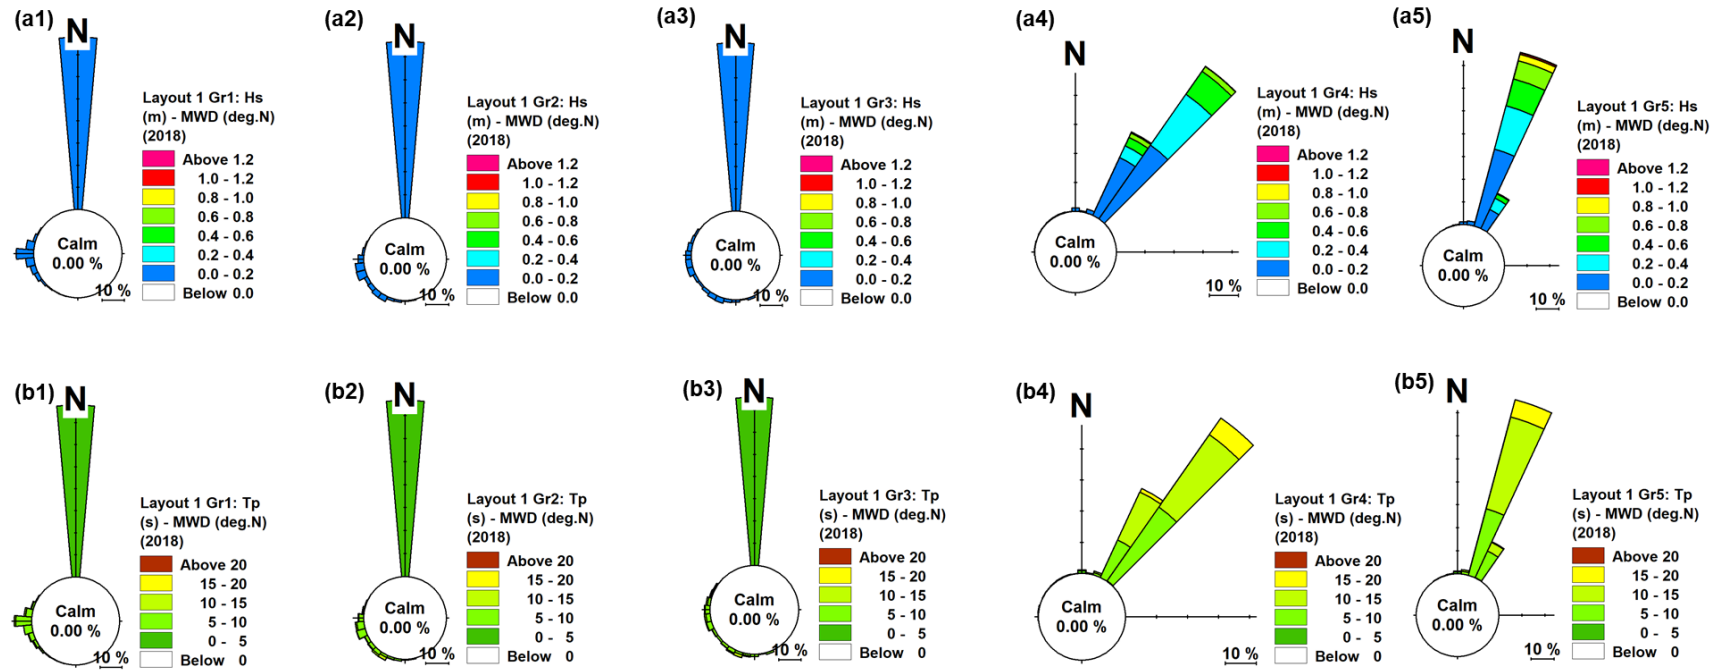 (a1)
N
Calm
0.00 %
10 %
Layout 1 Gr1: Hs
(m) - MWD (deg.N)
(2018)
Above 1.2
1.0 - 1.2
0.8 - 1.0
0.6 - 0.8
0.4 - 0.6
0.2 - 0.4
0.0 - 0.2
Below 0.0
(a2)
N
Calm
0.00 %
10 %
Layout 1 Gr2: Hs
(m) - MWD (deg.N)
(2018)
Above 1.2
1.0 - 1.2
0.8 - 1.0
0.6 - 0.8
0.4 - 0.6
0.2 - 0.4
0.0 - 0.2
Below 0.0
(a3)
N
Calm
0.00 %
10 %
Layout 1 Gr3: Hs
(m) - MWD (deg.N)
(2018)
Above 1.2
1.0 - 1.2
0.8 - 1.0
0.6 - 0.8
0.4 - 0.6
0.2 - 0.4
0.0 - 0.2
Below 0.0
(a4)
N
Calm
0.00 %
10 %
Layout 1 Gr4: Hs
(m) - MWD (deg.N)
(2018)
Above 1.2
1.0 - 1.2
0.8 - 1.0
0.6 - 0.8
0.4 - 0.6
0.2 - 0.4
0.0 - 0.2
Below 0.0
(a5)
N
Calm
0.00 %
10 %
Layout 1 Gr5: Hs
(m) - MWD (deg.N)
(2018)
Above 1.2
1.0 - 1.2
0.8 - 1.0
0.6 - 0.8
0.4 - 0.6
0.2 - 0.4
0.0 - 0.2
Below 0.0
(b1)
N
Calm
0.00 %
10 %
Layout 1 Gr1: Tp
(s) - MWD (deg.N)
(2018)
Above 20
15 - 20
10 - 15
5 - 10
0 - 5
Below 0
(b2)
N
Calm
0.00 %
10 %
Layout 1 Gr2: Tp
(s) - MWD (deg.N)
(2018)
Above 20
15 - 20
10 - 15
5 - 10
0 - 5
Below 0
(b3)
N
Calm
0.00 %
10 %
Layout 1 Gr3: Tp
(s) - MWD (deg.N)
(2018)
Above 20
15 - 20
10 - 15
5 - 10
0 - 5
Below 0
(b4)
N
Calm
0.00 %
10 %
Layout 1 Gr4: Tp
(s) - MWD (deg.N)
(2018)
Above 20
15 - 20
10 - 15
5 - 10
0 - 5
Below 0
(b5)
N
Calm
0.00 %
10 %
Layout 1 Gr5: Tp
(s) - MWD (deg.N)
(2018)
Above 20
15 - 20
10 - 15
5 - 10
0 - 5
Below 0